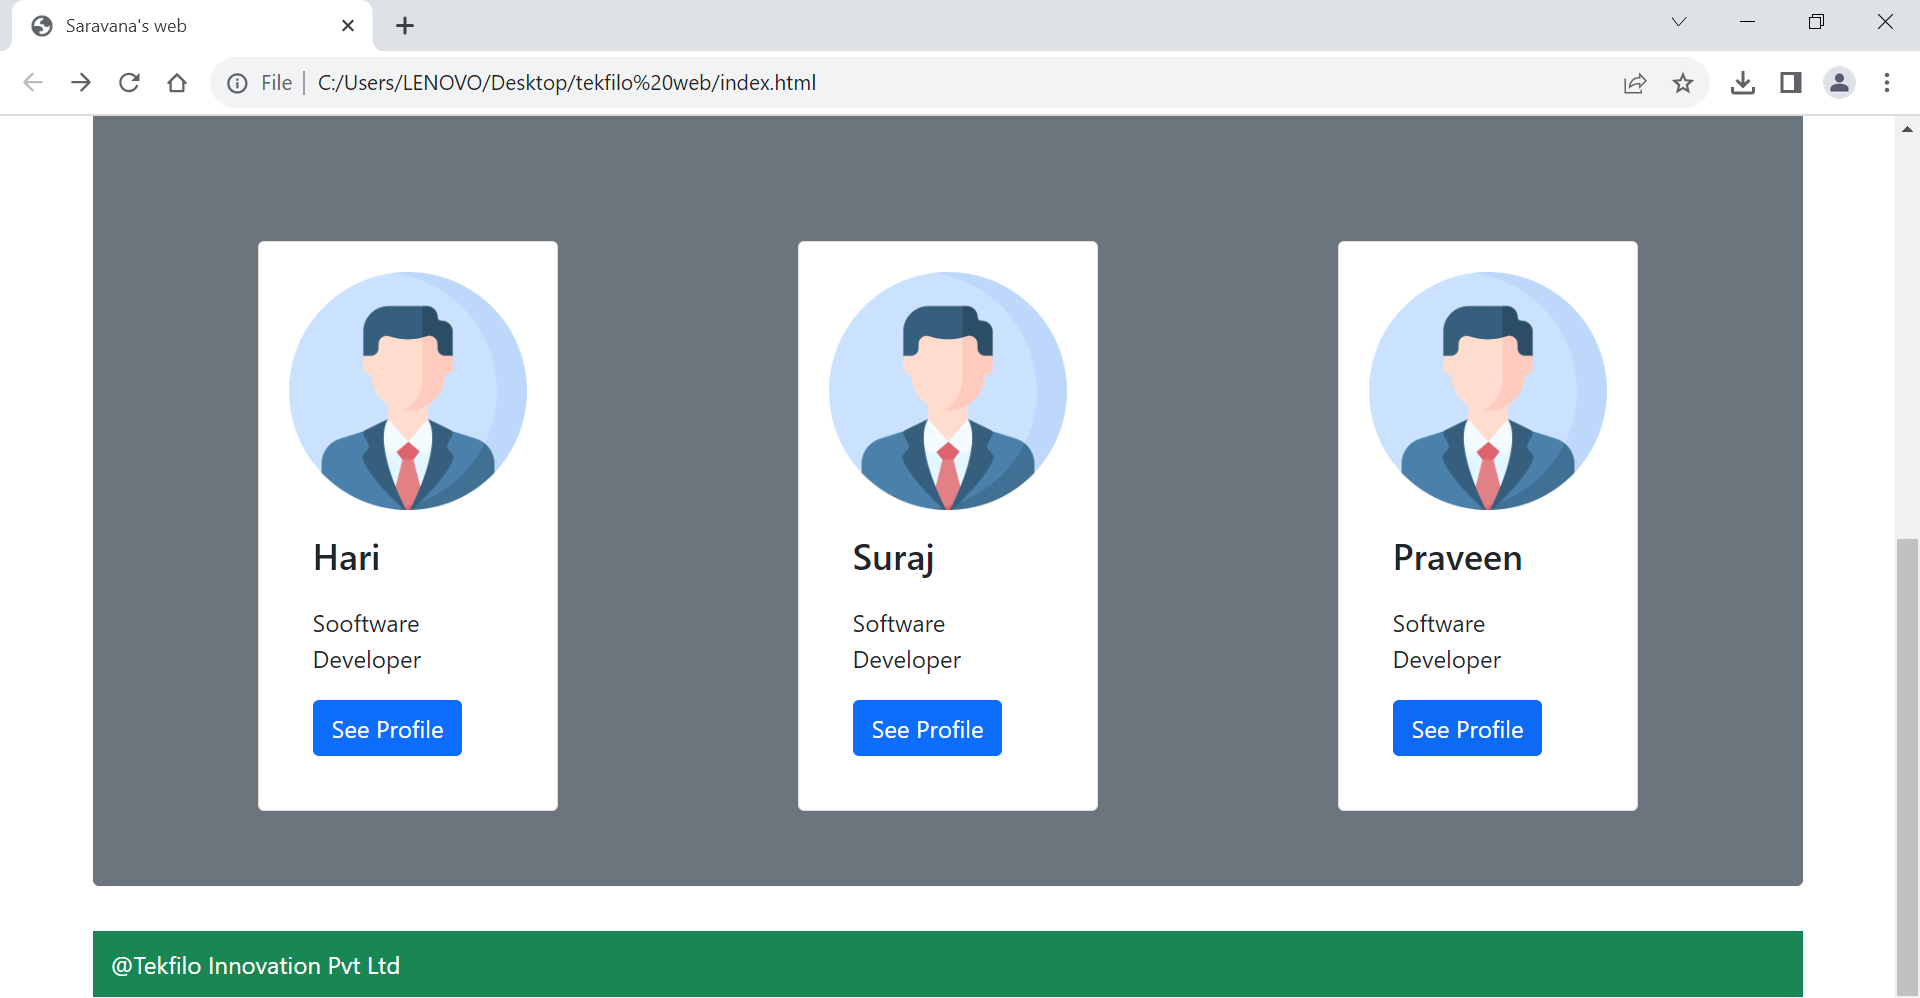 Saravana's web
File
C:/Users/LENOVO/Desktop/tekfilo%20web/index.html
Hari
Sooftware
Developer
See Profile
Suraj
Software
Developer
See Profile
Praveen
Software
Developer
See Profile
@Tekfilo Innovation Pvt Ltd